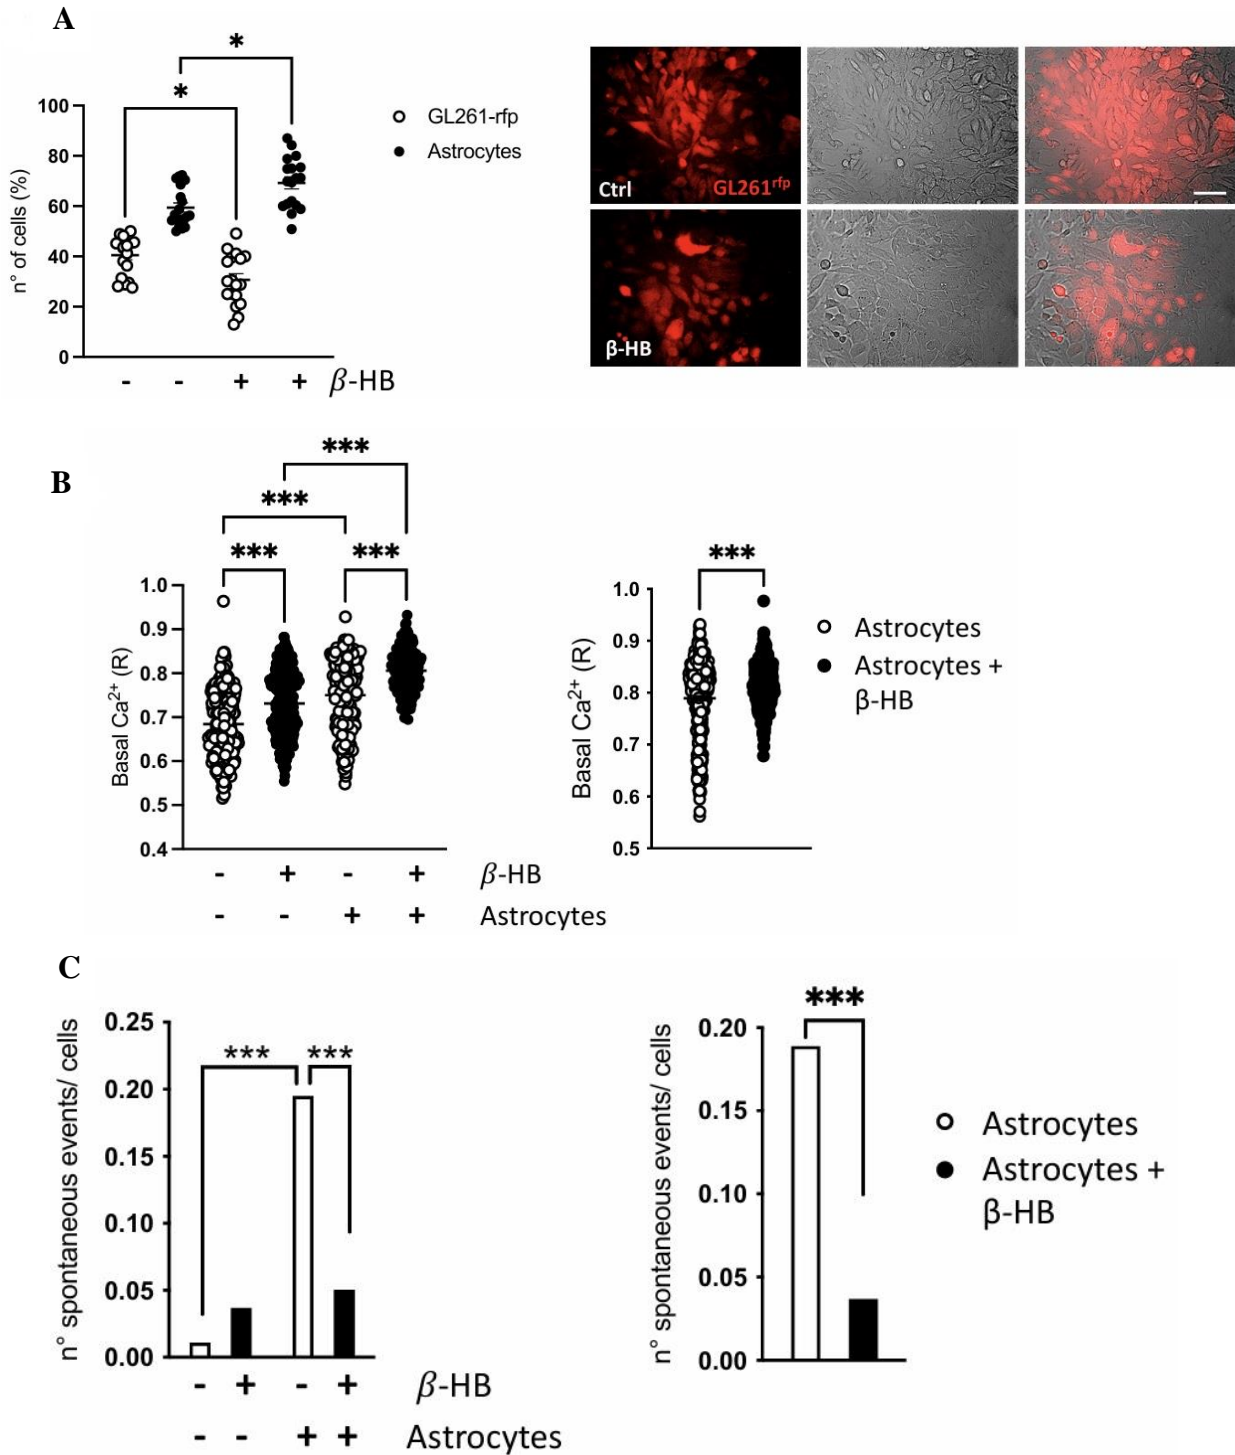 A
*
*
n° of cells (%)
100
80
60
40
20
0
- - + + β-HB
GL261-rfp
Astrocytes
Ctrl
GL261rfp
β-HB
B
***
***
*** ***
Basal Ca2+ (R)
1.0
0.9
0.8
0.7
0.6
0.5
0.4
- + - + β-HB
- - + + Astrocytes
***
Basal Ca2+ (R)
1.0
0.9
0.8
0.7
0.6
0.5
Astrocytes
Astrocytes +
β-HB
C
*** ***
n° spontaneous events/ cells
0.25
0.20
0.15
0.10
0.05
0.00
- + - + β-HB
- - + + Astrocytes
***
n° spontaneous events/ cells
0.20
0.15
0.10
0.05
0.00
Astrocytes
Astrocytes +
β-HB